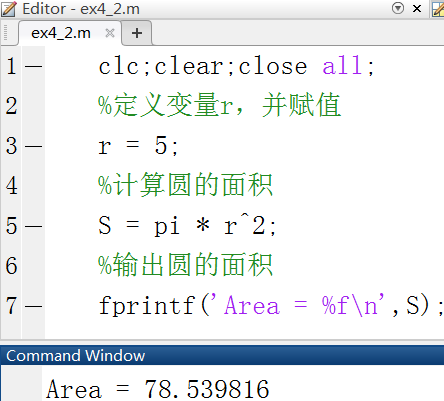 Editor - ex4_2.m
ex4_2.m
1 — clc;clear;close all;
2 %定义变量r，并赋值
3 — r = 5;
4 %计算圆的面积
5 — S = pi * r^2;
6 %输出圆的面积
7 — fprintf('Area = %f\n',S);
Command Window
Area = 78.539816